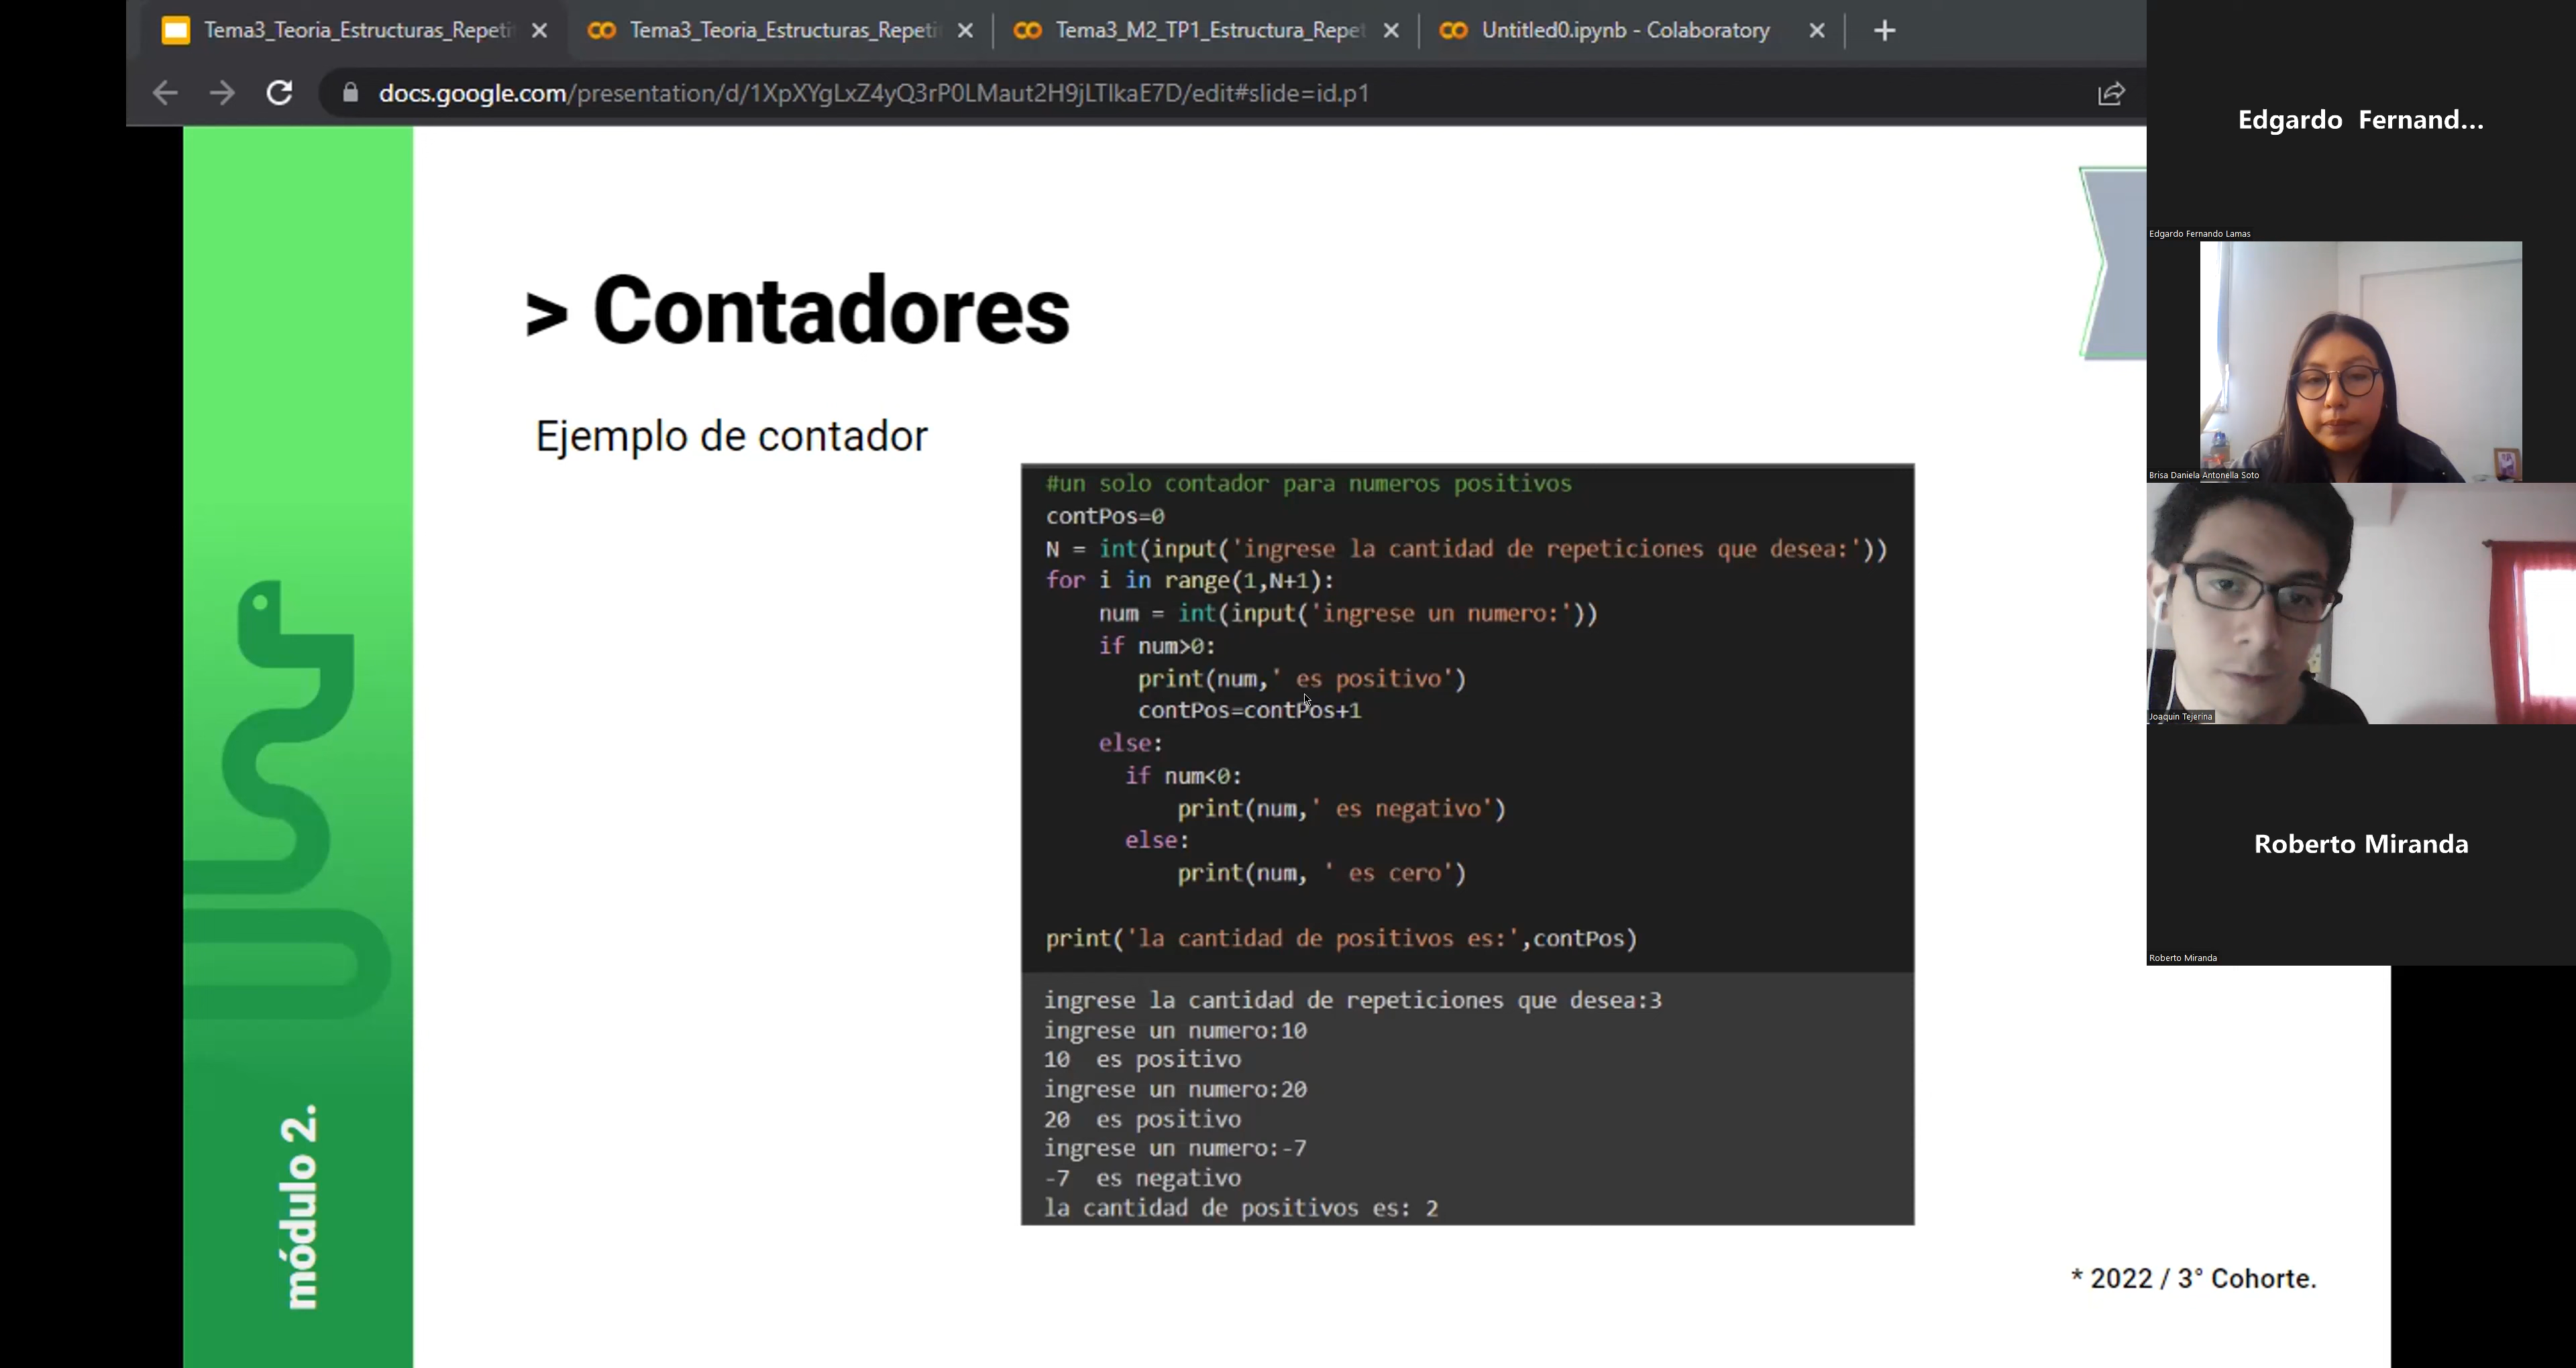 Tema3_Teoria_Estructuras_Repeti
Tema3_Teoria_Estructuras_Repeti
Tema3_M2_TP1_Estructura_Repet
Untitled0.ipynb - Colaboratory
docs.google.com/presentation/d/1XpXYgLxZ4yQ3rP0LMaut2H9jLTIkaE7D/edit#slide=id.p1
> Contadores
Ejemplo de contador
#un solo contador para numeros positivos
contPos=0
N = int(input('ingrese la cantidad de repeticiones que desea:'))
for i in range(1,N+1):
    num = int(input('ingrese un numero:'))
    if num>0:
       print(num,' es positivo')
       contPos=contPos+1
    else:
      if num<0:
          print(num,' es negativo')
      else:
          print(num, ' es cero')
print('la cantidad de positivos es:',contPos)
ingrese la cantidad de repeticiones que desea:3
ingrese un numero:10
10  es positivo
ingrese un numero:20
20  es positivo
ingrese un numero:-7
-7  es negativo
la cantidad de positivos es: 2
módulo 2.
* 2022 / 3° Cohorte.
Edgardo Fernand...
Edgardo Fernando Lamas
Brisa Daniela Antonella Soto
Joaquin Tejerina
Roberto Miranda
Roberto Miranda